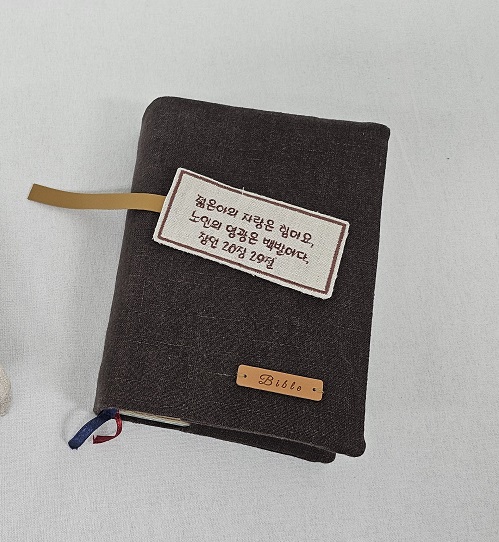 젊은이의 자랑은 힘이요,
노인의 영광은 백발이다,
잠언 20장 29절
Bible